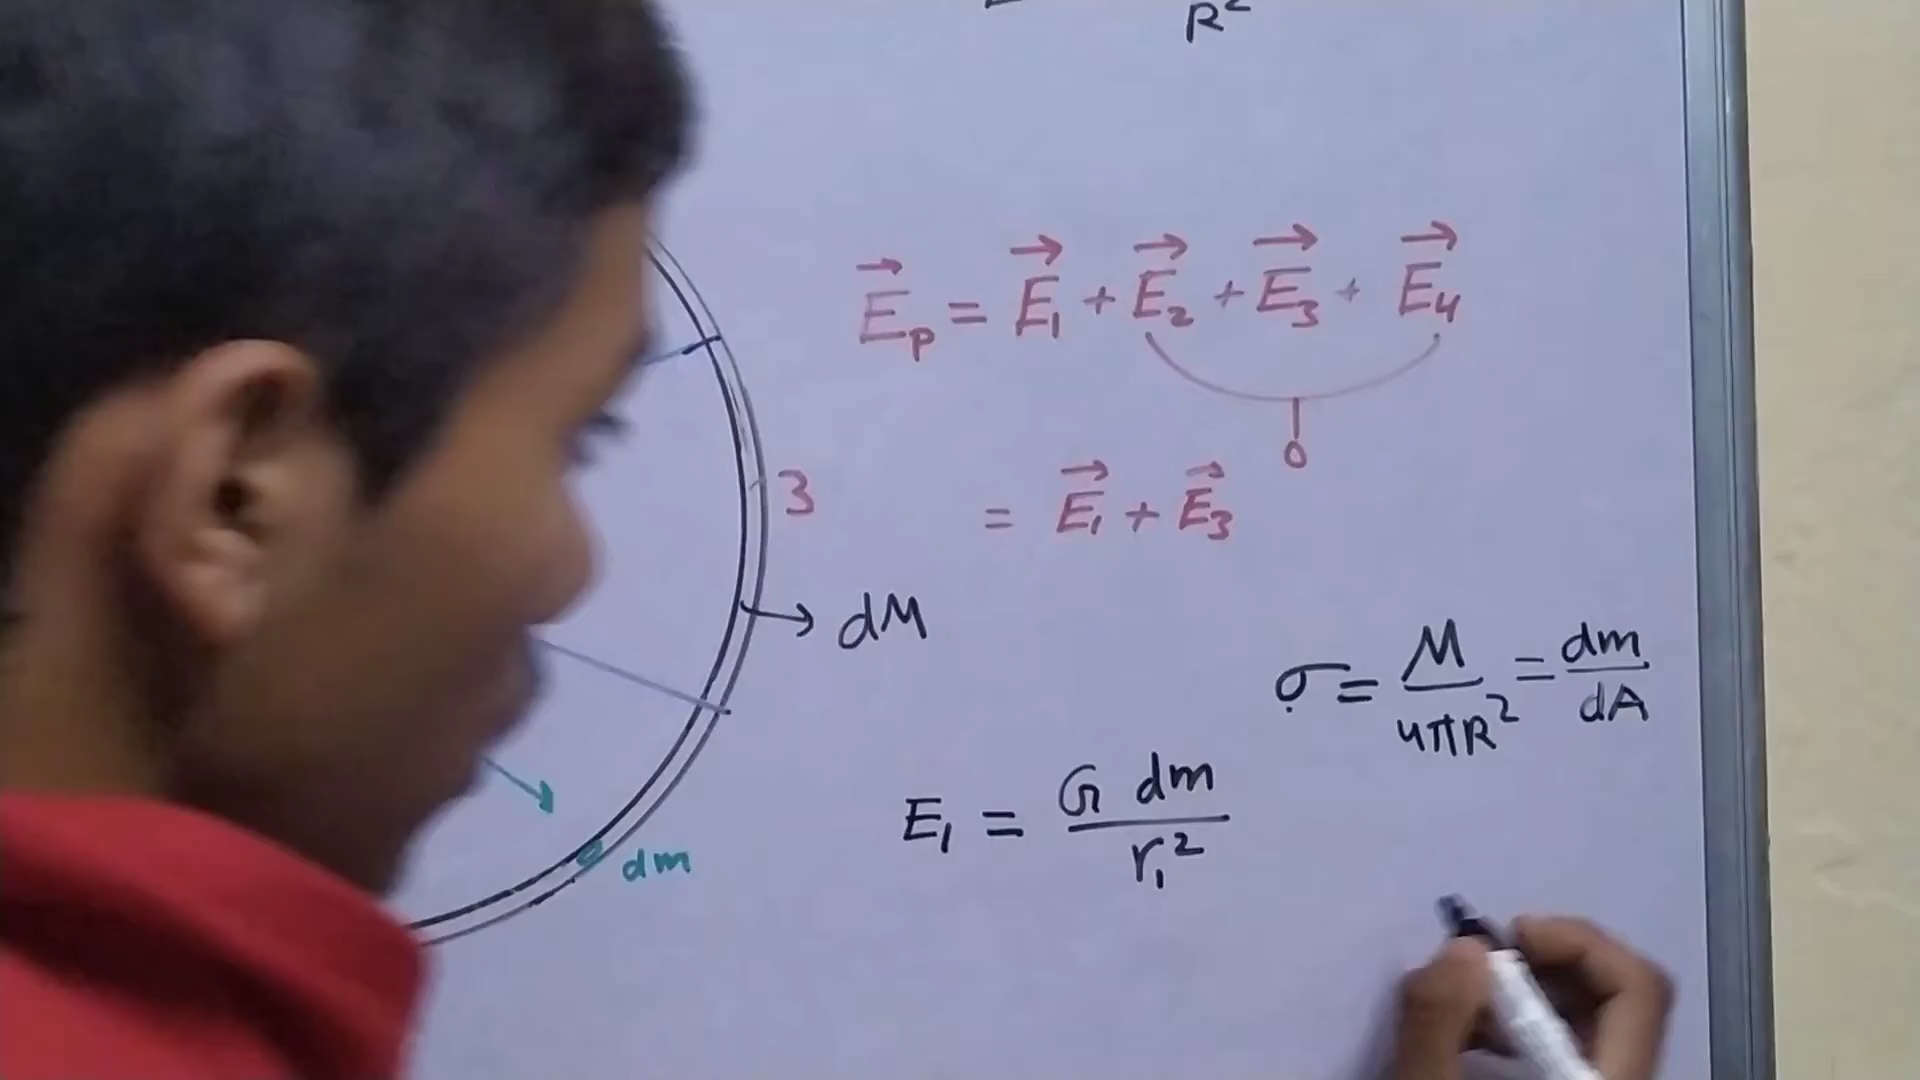 R²
E⃗p = E⃗₁ + E⃗₂ + E⃗₃ + E⃗₄
0
= E⃗₁ + E⃗₃
3
dM
σ = M/4πR² = dm/dA
E₁ = G dm/r₁²
dm